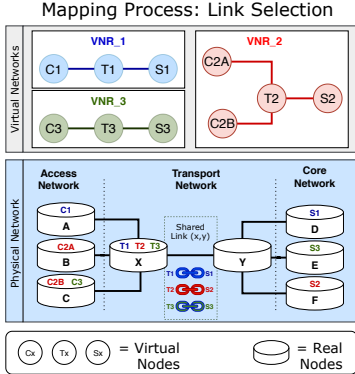 Mapping Process: Link Selection
Virtual Networks
VNR_1
C1 T1 S1
VNR_3
C3 T3 S3
VNR_2
C2A
T2 S2
C2B
Physical Network
Access Network
Transport Network
Core Network
C1
A
C2A
B
C2B C3
C
T1 T2 T3
X
Shared
Link (x,y)
T1 S1
T2 S2
T3 S3
Y
S1
D
S3
E
S2
F
Cx Tx Sx = Virtual Nodes
= Real Nodes